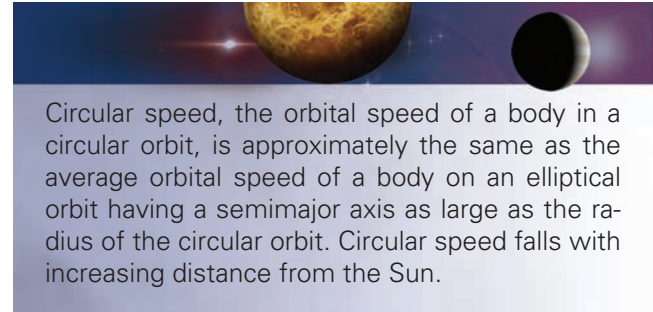 Circular speed, the orbital speed of a body in a
circular orbit, is approximately the same as the
average orbital speed of a body on an elliptical
orbit having a semimajor axis as large as the ra-
dius of the circular orbit. Circular speed falls with
increasing distance from the Sun.